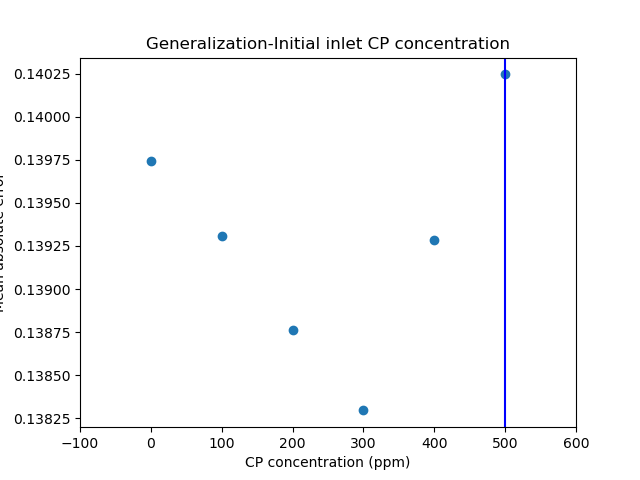 Generalization-Initial inlet CP concentration
0.14025
0.14000
0.13975
0.13950
0.13925
0.13900
0.13875
0.13850
0.13825
Mean absolute error
−100 0 100 200 300 400 500 600
CP concentration (ppm)